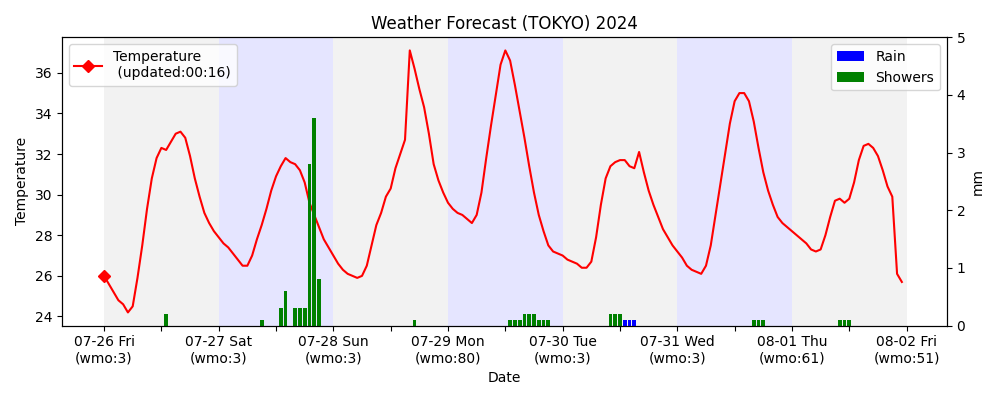 Weather Forecast (TOKYO) 2024
Temperature
(updated:00:16)
Rain
Showers
Temperature
36
34
32
30
28
26
24
5
4
3
2
1
0
mm
07-26 Fri
(wmo:3)
07-27 Sat
(wmo:3)
07-28 Sun
(wmo:3)
07-29 Mon
(wmo:80)
07-30 Tue
(wmo:3)
07-31 Wed
(wmo:3)
08-01 Thu
(wmo:61)
08-02 Fri
(wmo:51)
Date